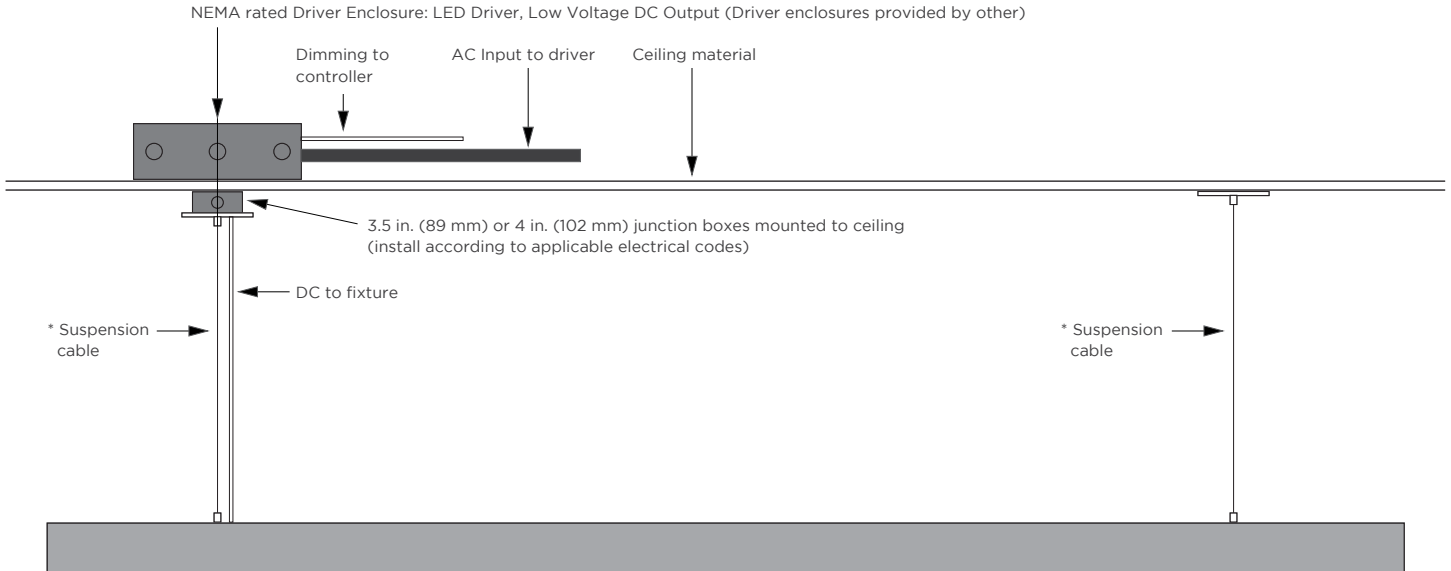 NEMA rated Driver Enclosure: LED Driver, Low Voltage DC Output (Driver enclosures provided by other)
Dimming to
controller
AC Input to driver
Ceiling material
3.5 in. (89 mm) or 4 in. (102 mm) junction boxes mounted to ceiling
(install according to applicable electrical codes)
DC to fixture
* Suspension
cable
* Suspension
cable